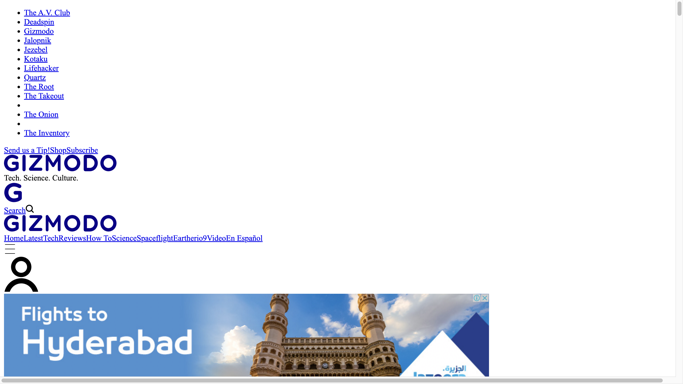 The A.V. Club
Deadspin
Gizmodo
Jalopnik
Jezebel
Kotaku
Lifehacker
Quartz
The Root
The Takeout
The Onion
The Inventory
Send us a Tip!ShopSubscribe
GIZMODO
Tech. Science. Culture.
G
Search
GIZMODO
HomeLatestTechReviewsHow ToScienceSpaceflightEartherio9VideoEn Español
Flights to
Hyderabad
الجزيرة